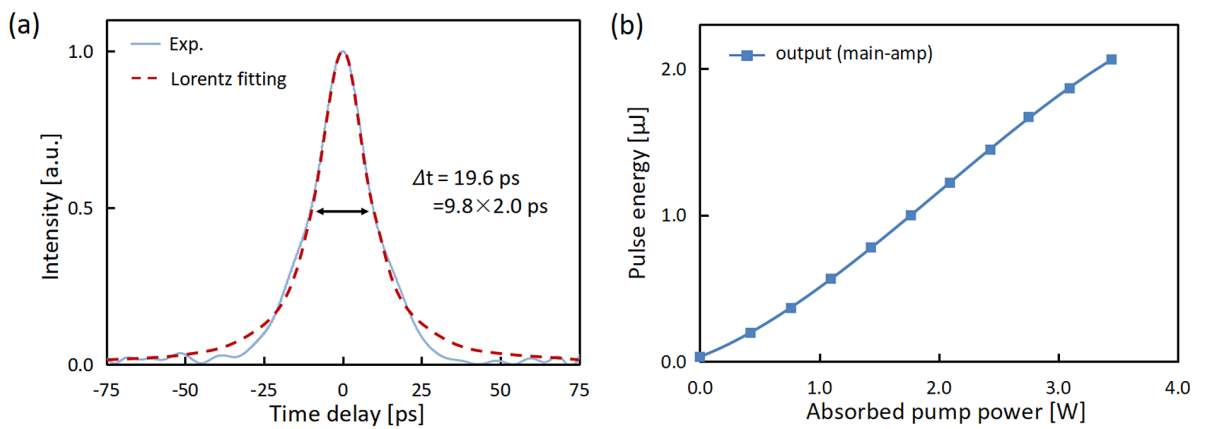 (a)
Exp.
Lorentz fitting
Δt = 19.6 ps
=9.8×2.0 ps
Intensity [a.u.]
1.0
0.5
0.0
-75 -50 -25 0 25 50 75
Time delay [ps]
(b)
output (main-amp)
Pulse energy [μJ]
2.0
1.0
0.0
0.0 1.0 2.0 3.0 4.0
Absorbed pump power [W]